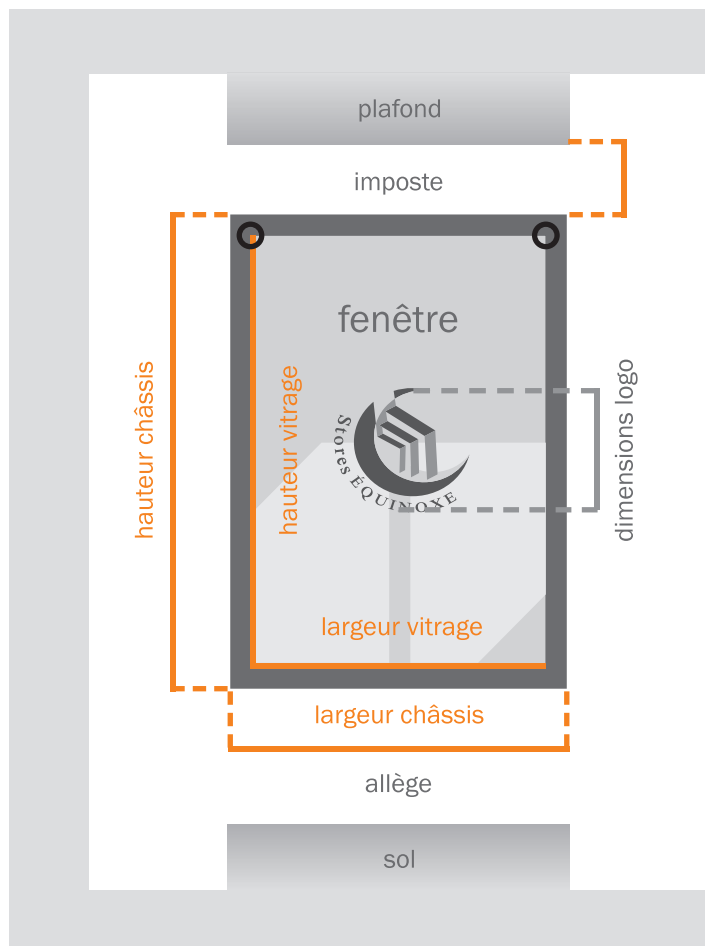 plafond
imposte
fenêtre
hauteur châssis
hauteur vitrage
Stores ÉQUINOXE
dimensions logo
largeur vitrage
largeur châssis
allège
sol